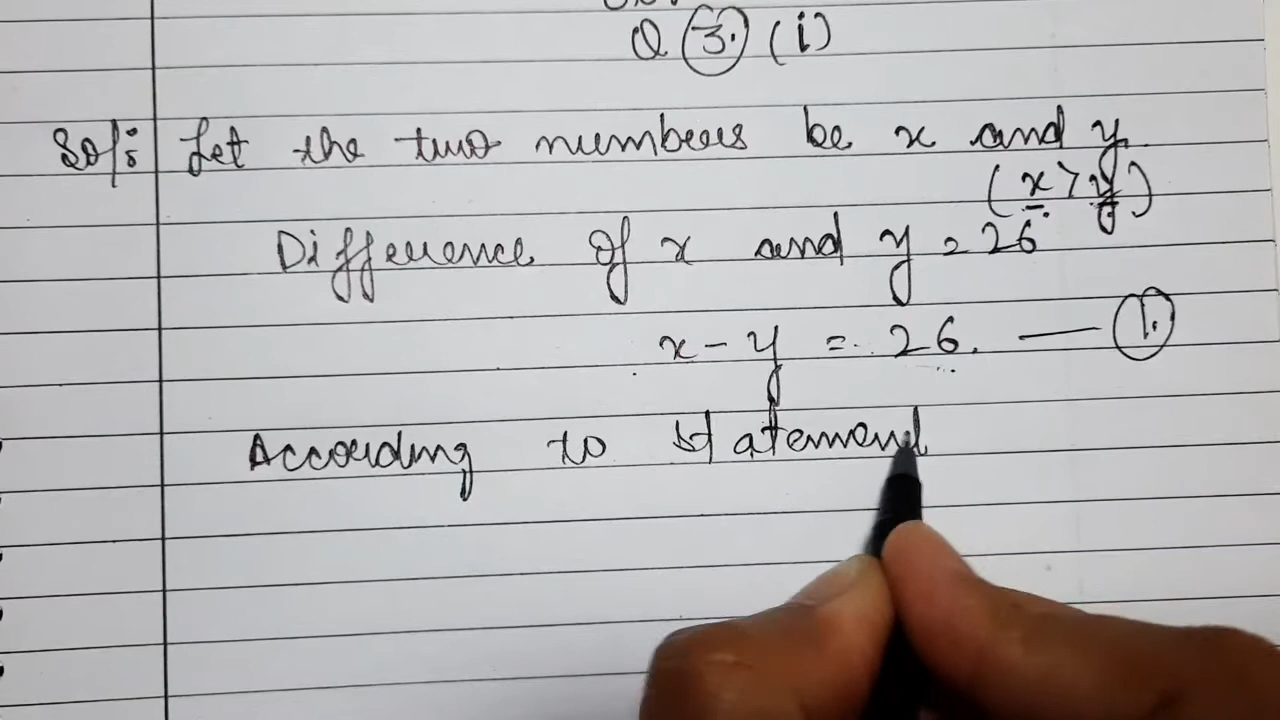 Q (3.) (i)
Sol: Let the two numbers be x and y.
(x > y)
Difference of x and y = 26
x - y = 26. — (1.)
According to statement